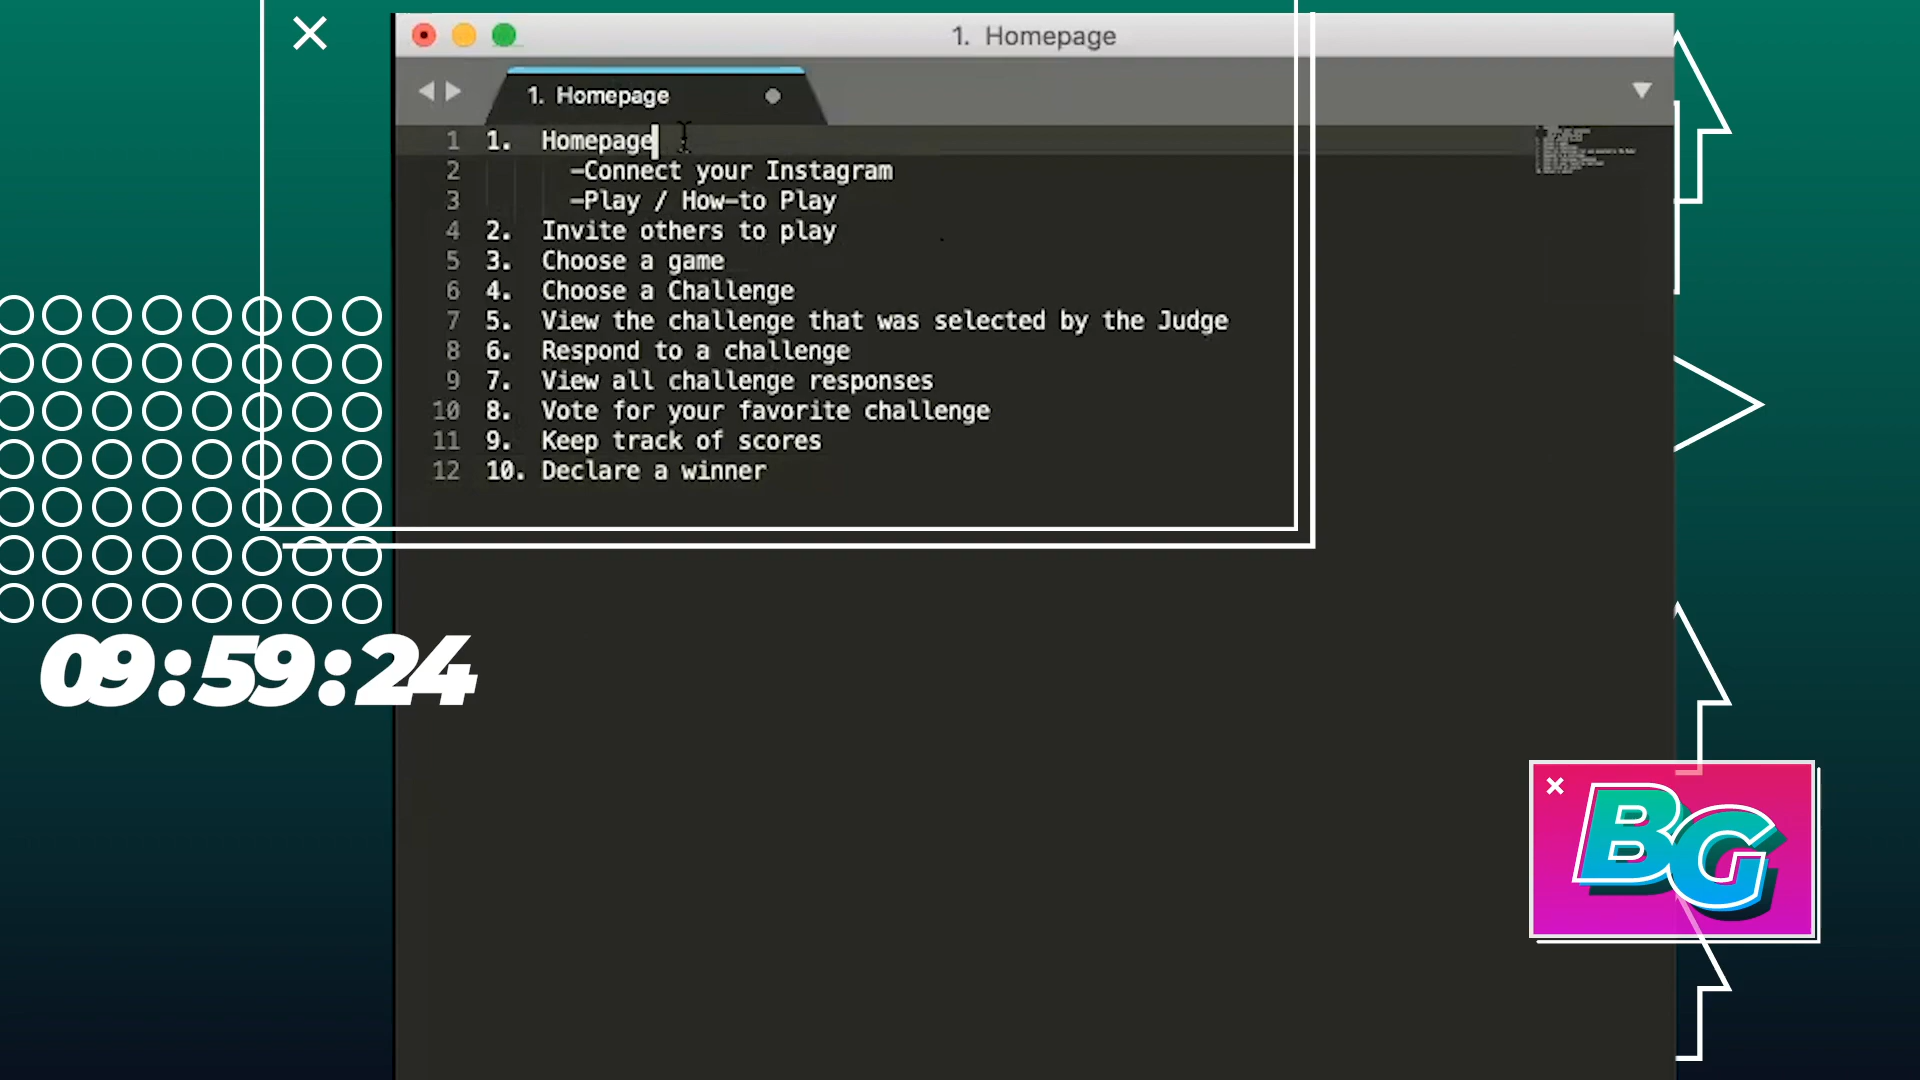 1. Homepage
1. Homepage
1 1. Homepage
2 -Connect your Instagram
3 -Play / How-to Play
4 2. Invite others to play
5 3. Choose a game
6 4. Choose a Challenge
7 5. View the challenge that was selected by the Judge
8 6. Respond to a challenge
9 7. View all challenge responses
10 8. Vote for your favorite challenge
11 9. Keep track of scores
12 10. Declare a winner
09:59:24
BG